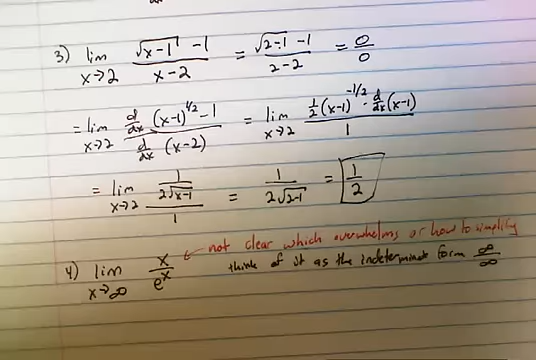 3) lim x→2 (√(x-1) - 1)/(x-2) = (√(2-1) - 1)/(2-2) = 0/0
= lim x→2 (d/dx (x-1)^1/2 - 1)/(d/dx (x-2)) = lim x→2 (1/2 (x-1)^-1/2 · d/dx (x-1))/1
= lim x→2 (1/(2√(x-1)))/1 = 1/(2√(2-1)) = 1/2
4) lim x→∞ x/e^x ← not clear which overwhelms or how to simplify
think of it as the indeterminate form ∞/∞